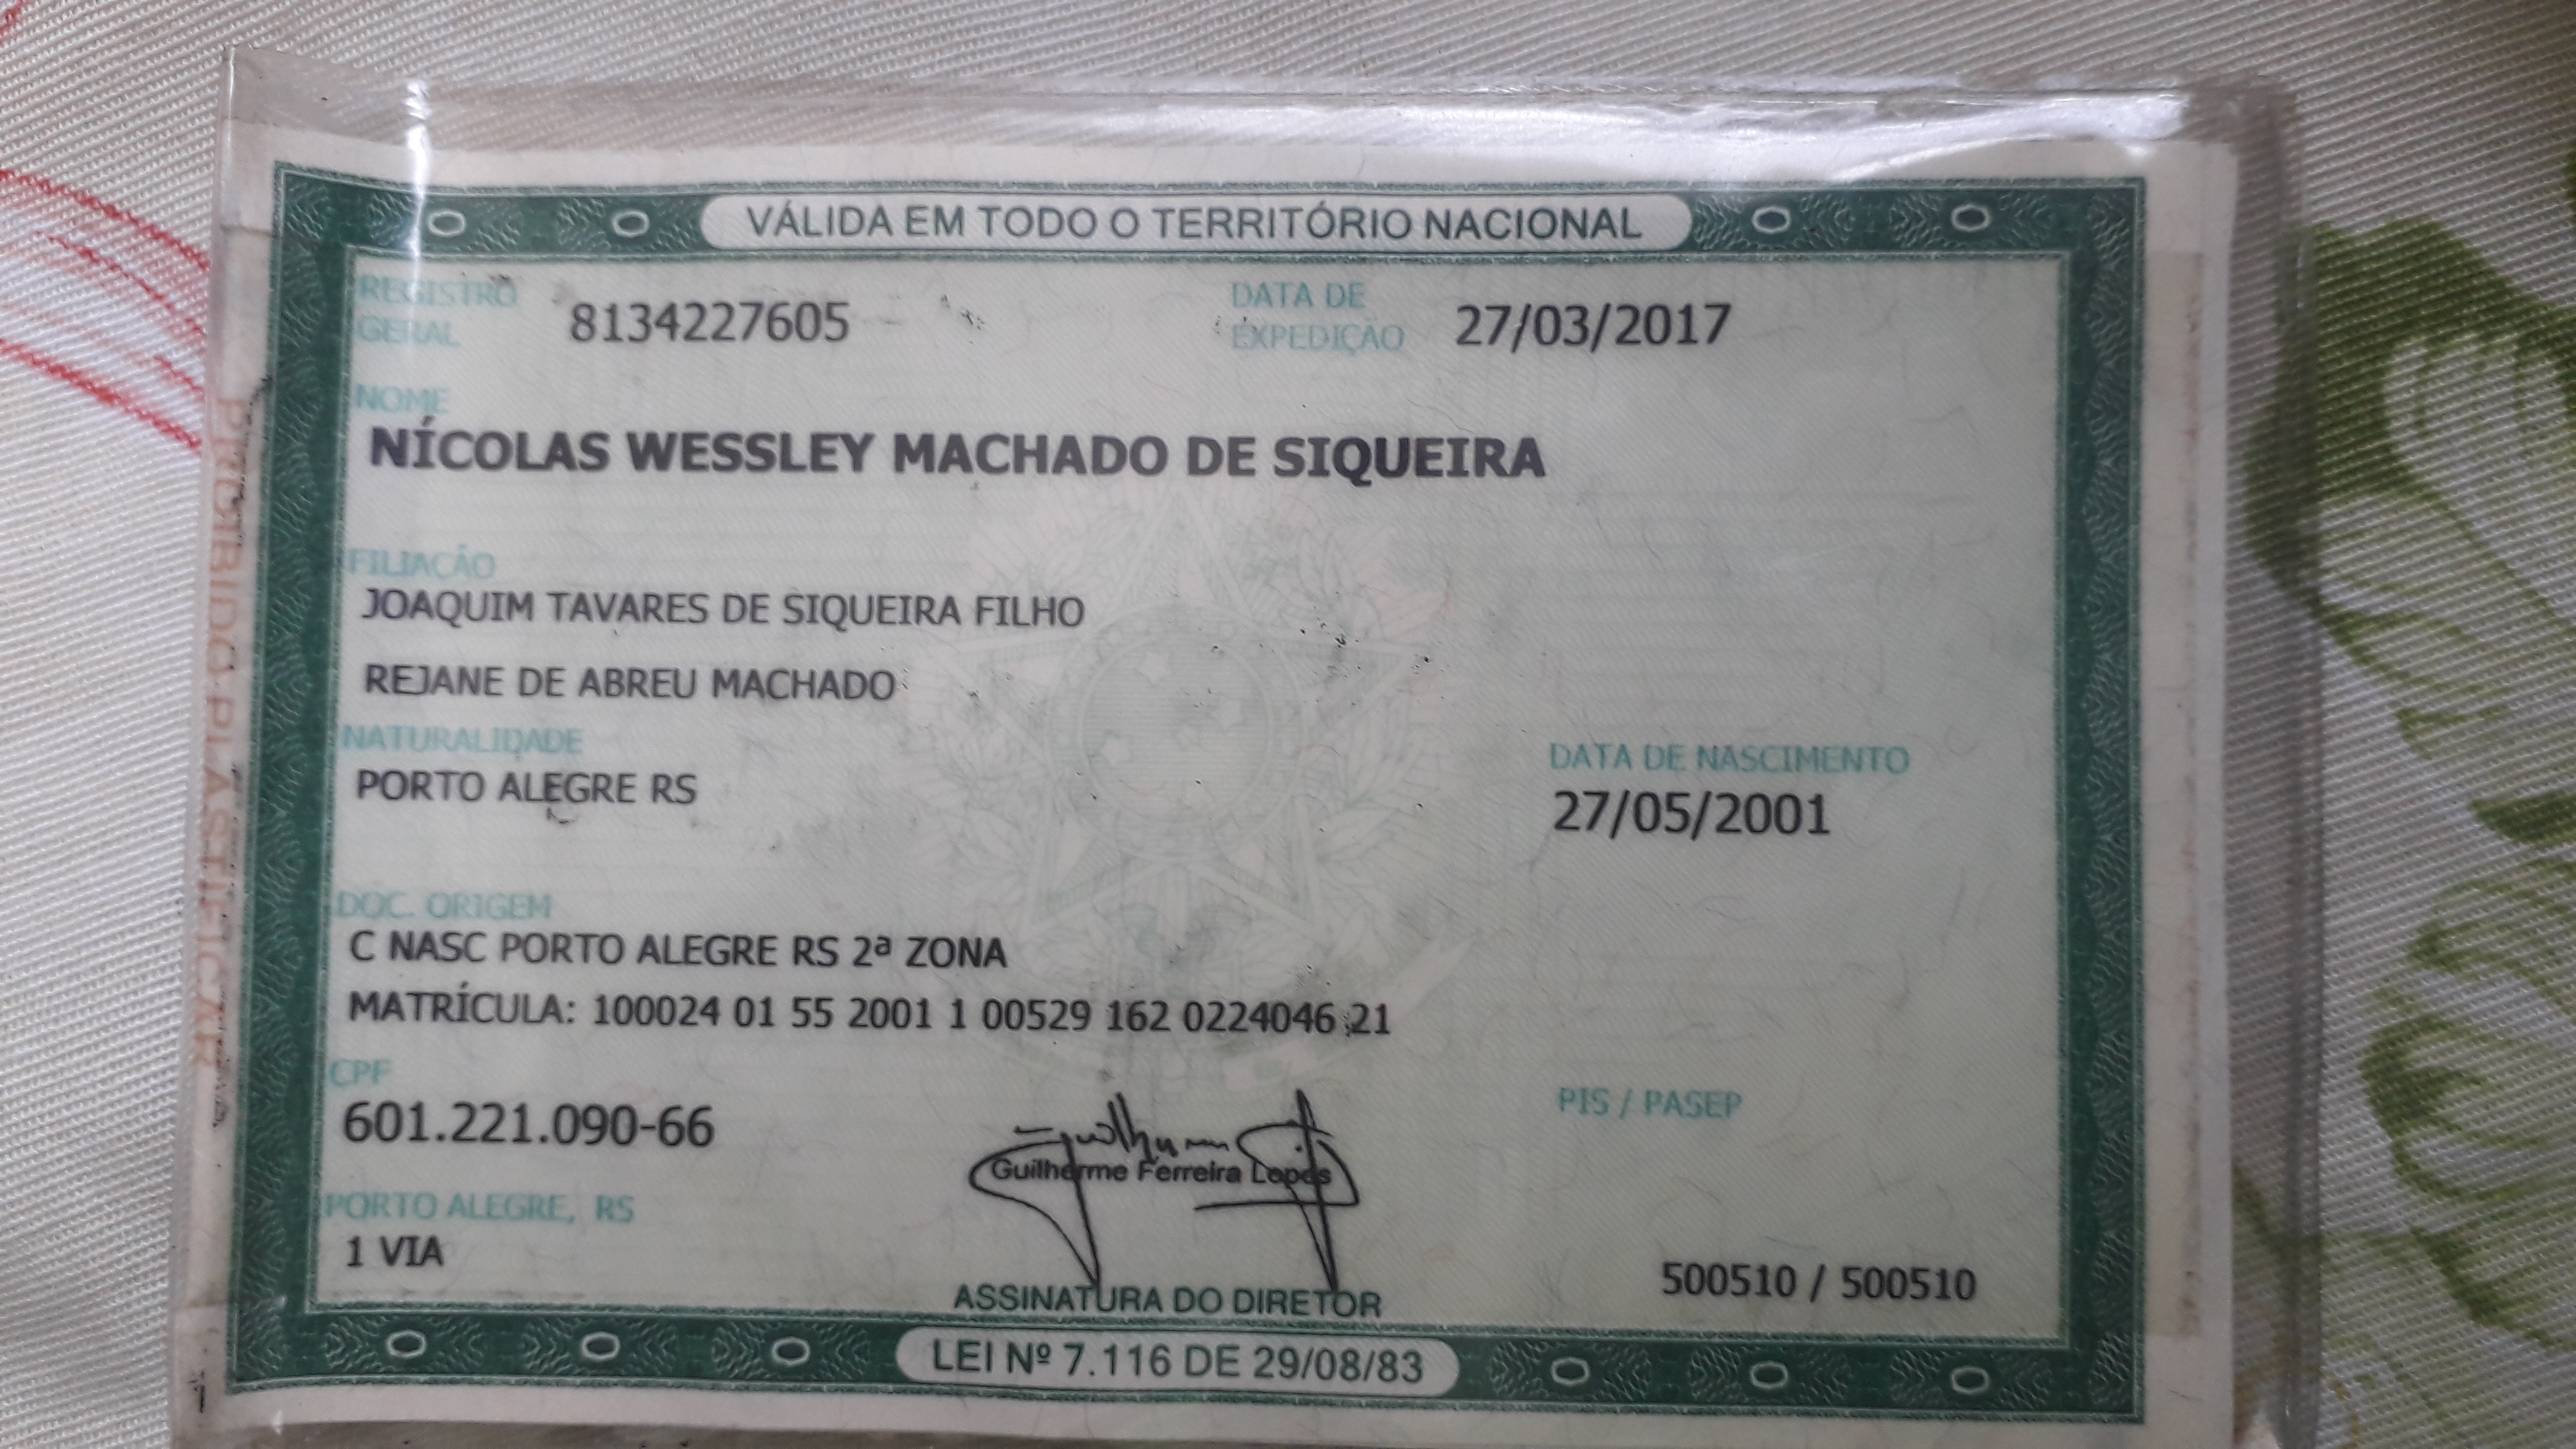 VÁLIDA EM TODO O TERRITÓRIO NACIONAL
REGISTRO GERAL 8134227605
DATA DE EXPEDIÇÃO 27/03/2017
NOME
NÍCOLAS WESSLEY MACHADO DE SIQUEIRA
FILIAÇÃO
JOAQUIM TAVARES DE SIQUEIRA FILHO
REJANE DE ABREU MACHADO
NATURALIDADE
PORTO ALEGRE RS
DATA DE NASCIMENTO
27/05/2001
DOC. ORIGEM
C NASC PORTO ALEGRE RS 2ª ZONA
MATRÍCULA: 100024 01 55 2001 1 00529 162 0224046 21
CPF
601.221.090-66
PIS / PASEP
Guilherme Ferreira Lopes
PORTO ALEGRE, RS
1 VIA
ASSINATURA DO DIRETOR
500510 / 500510
LEI Nº 7.116 DE 29/08/83
PROIBIDO PLASTIFICAR